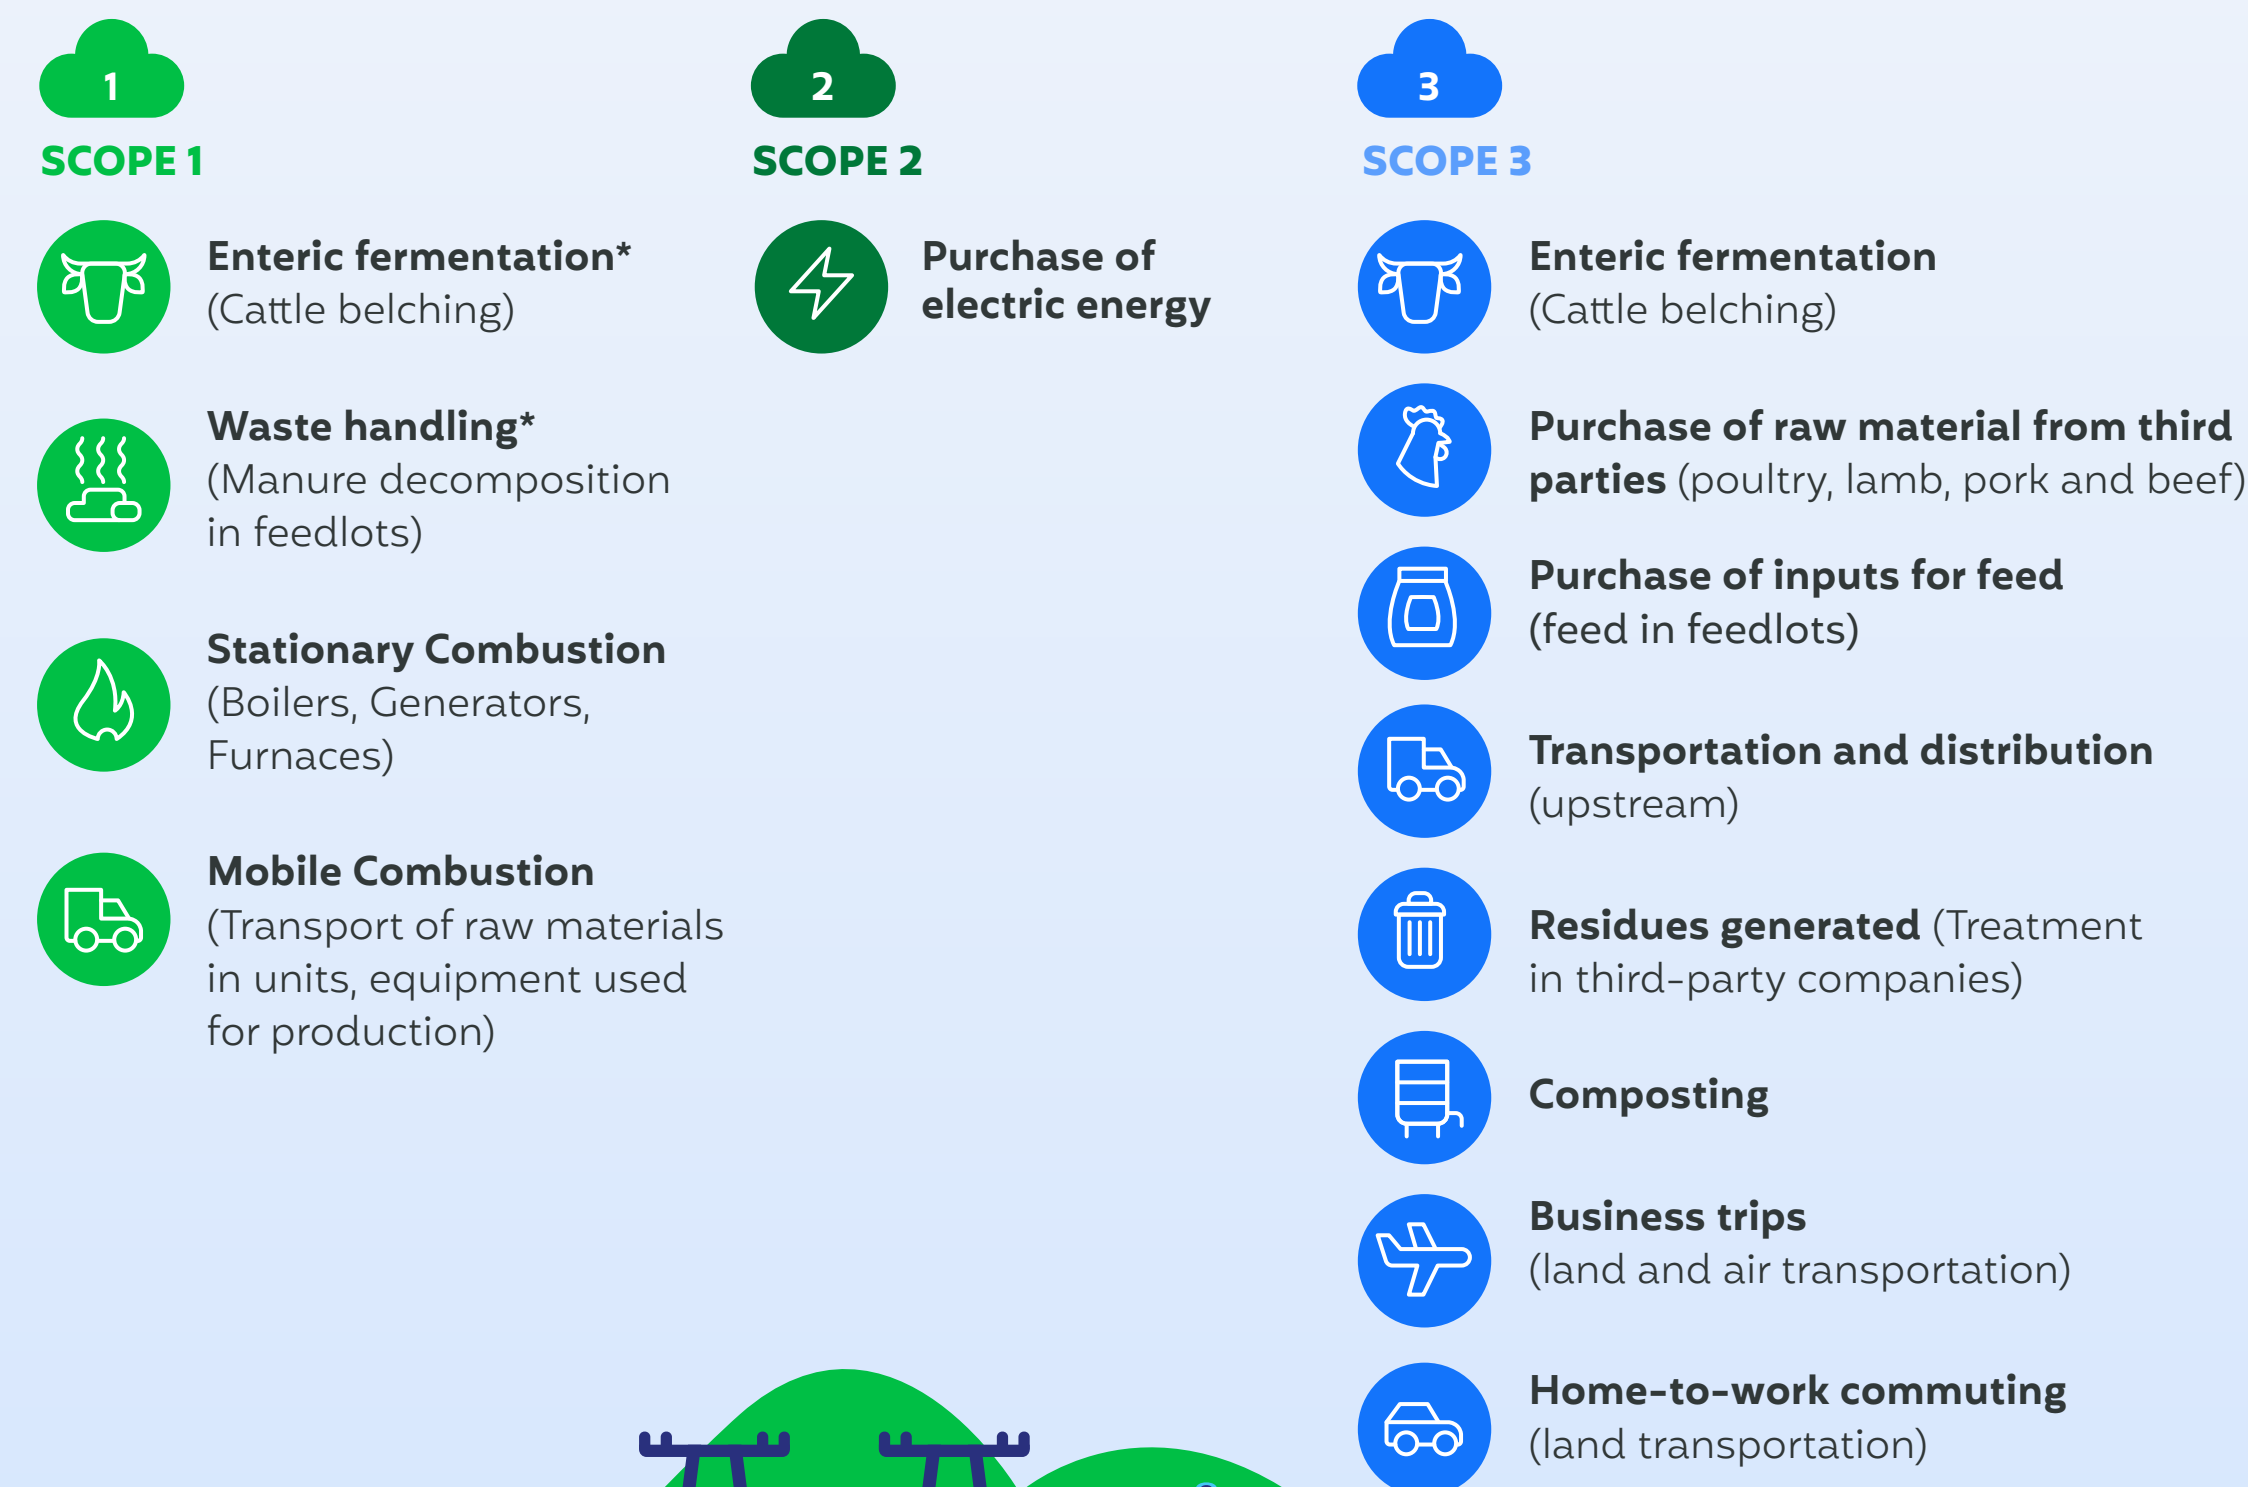 1
SCOPE 1
Enteric fermentation*
(Cattle belching)
Waste handling*
(Manure decomposition
in feedlots)
Stationary Combustion
(Boilers, Generators,
Furnaces)
Mobile Combustion
(Transport of raw materials
in units, equipment used
for production)
2
SCOPE 2
Purchase of
electric energy
3
SCOPE 3
Enteric fermentation
(Cattle belching)
Purchase of raw material from third
parties (poultry, lamb, pork and beef)
Purchase of inputs for feed
(feed in feedlots)
Transportation and distribution
(upstream)
Residues generated (Treatment
in third-party companies)
Composting
Business trips
(land and air transportation)
Home-to-work commuting
(land transportation)